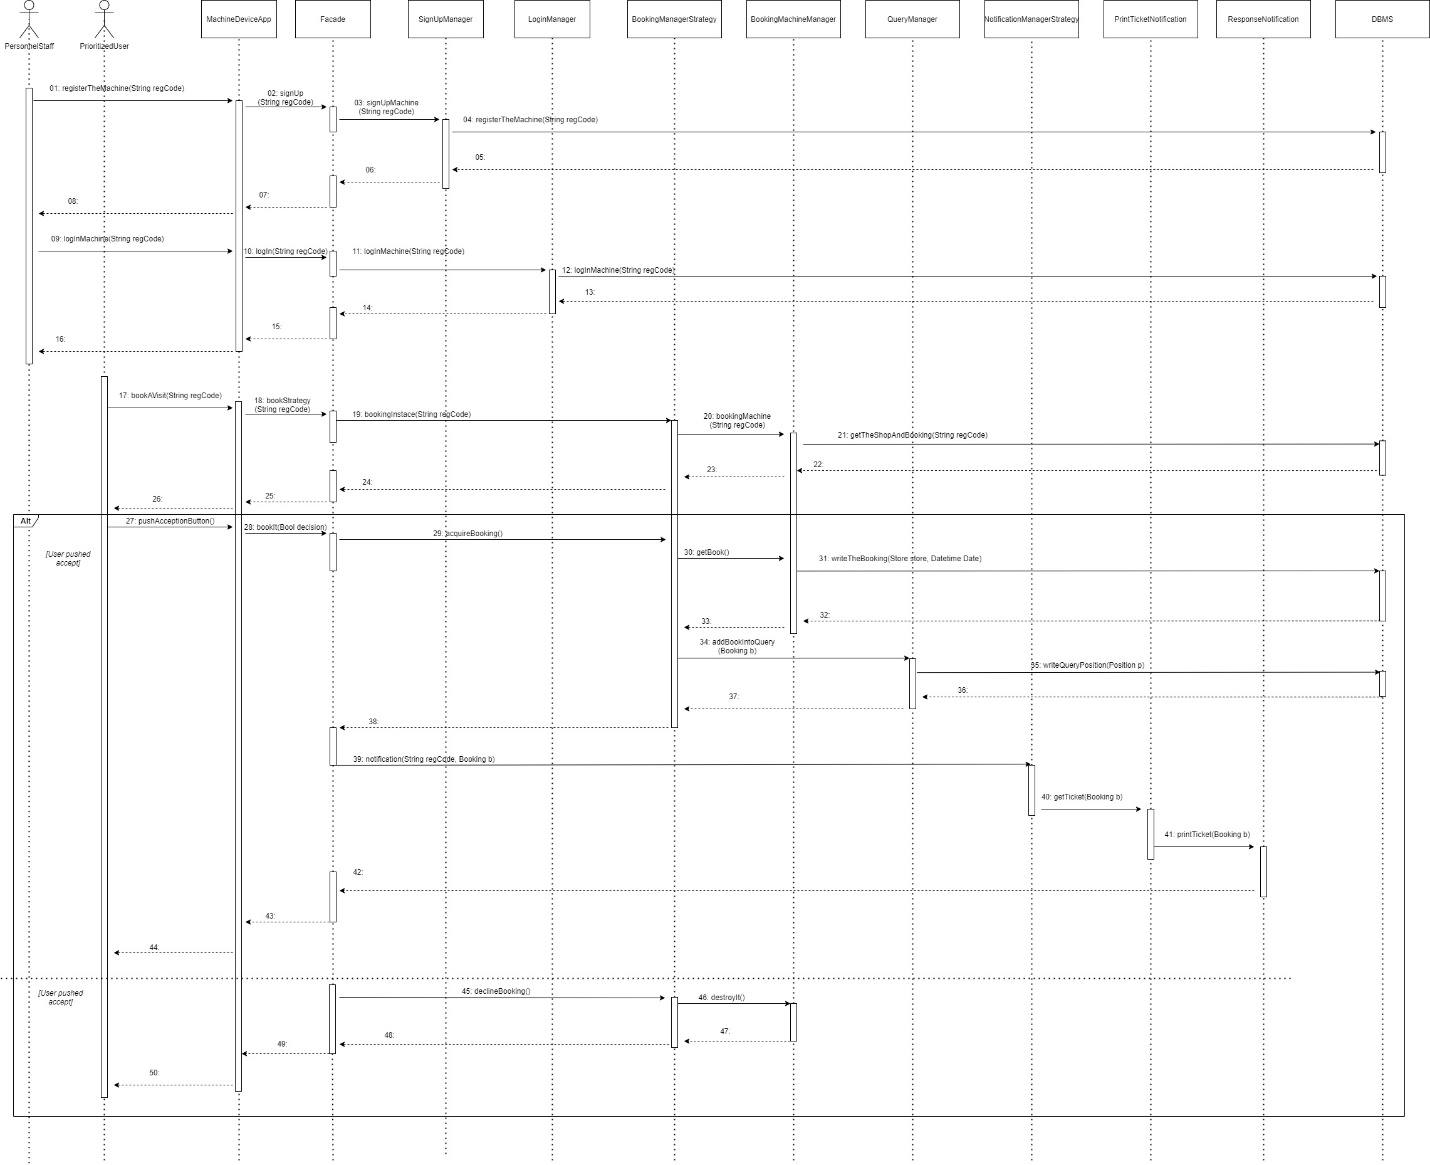 PersonnelStaff
PrioritizedUser
MachineDeviceApp
Facade
SignUpManager
LoginManager
BookingManagerStrategy
BookingMachineManager
QueryManager
NotificationManagerStrategy
PrintTicketNotification
ResponseNotification
DBMS
01: registerTheMachine(String regCode)
02: signUp
(String regCode)
03: signUpMachine
(String regCode)
04: registerTheMachine(String regCode)
05:
06:
07:
08:
09: logInMachine(String regCode)
10: logIn(String regCode)
11: logInMachine(String regCode)
12: logInMachine(String regCode)
13:
14:
15:
16:
17: bookAVisit(String regCode)
18: bookStrategy
(String regCode)
19: bookingInstace(String regCode)
20: bookingMachine
(String regCode)
21: getTheShopAndBooking(String regCode)
22:
23:
24:
25:
26:
Alt
27: pushAcceptionButton()
28: bookIt(Bool decision)
29: acquireBooking()
[User pushed
accept]
30: getBook()
31: writeTheBooking(Store store, Datetime Date)
32:
33:
34: addBookIntoQuery
(Booking b)
35: writeQueryPosition(Position p)
36:
37:
38:
39: notification(String regCode, Booking b)
40: getTicket(Booking b)
41: printTicket(Booking b)
42:
43:
44:
[User pushed
accept]
45: declineBooking()
46: destroyIt()
47:
48:
49:
50: